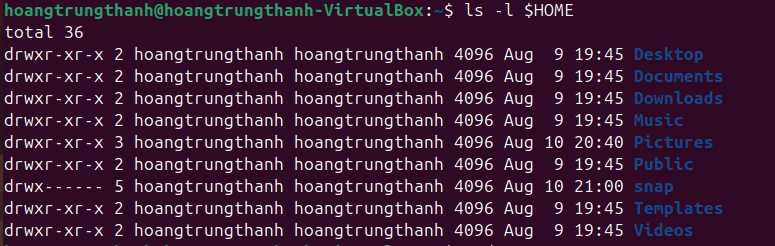 hoangtrungthanh@hoangtrungthanh-VirtualBox:~$ ls -l $HOME
total 36
drwxr-xr-x 2 hoangtrungthanh hoangtrungthanh 4096 Aug  9 19:45 Desktop
drwxr-xr-x 2 hoangtrungthanh hoangtrungthanh 4096 Aug  9 19:45 Documents
drwxr-xr-x 2 hoangtrungthanh hoangtrungthanh 4096 Aug  9 19:45 Downloads
drwxr-xr-x 2 hoangtrungthanh hoangtrungthanh 4096 Aug  9 19:45 Music
drwxr-xr-x 3 hoangtrungthanh hoangtrungthanh 4096 Aug 10 20:40 Pictures
drwxr-xr-x 2 hoangtrungthanh hoangtrungthanh 4096 Aug  9 19:45 Public
drwx------ 5 hoangtrungthanh hoangtrungthanh 4096 Aug 10 21:00 snap
drwxr-xr-x 2 hoangtrungthanh hoangtrungthanh 4096 Aug  9 19:45 Templates
drwxr-xr-x 2 hoangtrungthanh hoangtrungthanh 4096 Aug  9 19:45 Videos